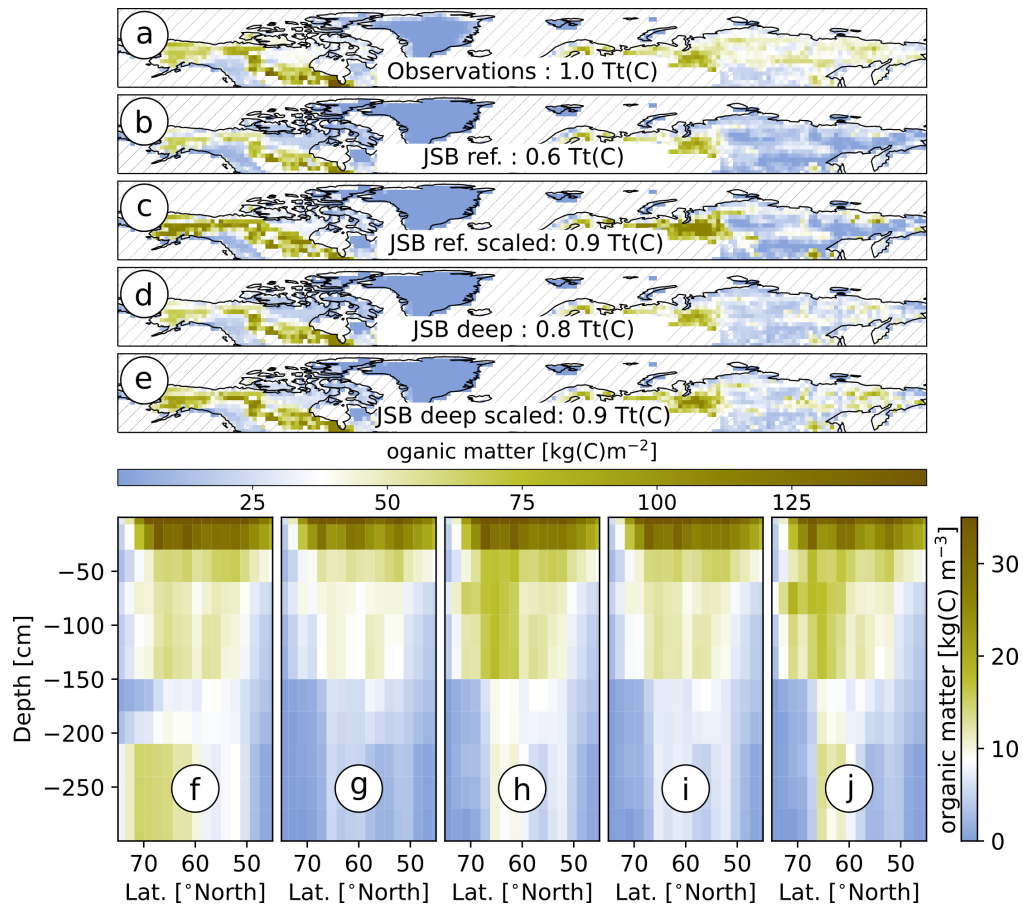 a
Observations : 1.0 Tt(C)
b
JSB ref. : 0.6 Tt(C)
c
JSB ref. scaled: 0.9 Tt(C)
d
JSB deep : 0.8 Tt(C)
e
JSB deep scaled: 0.9 Tt(C)
oganic matter [kg(C)m⁻²]
25 50 75 100 125
Depth [cm]
−50
−100
−150
−200
−250
f g h i j
70 60 50 70 60 50 70 60 50 70 60 50 70 60 50
Lat. [°North] Lat. [°North] Lat. [°North] Lat. [°North] Lat. [°North]
organic matter [kg(C) m⁻³]
30
20
10
0